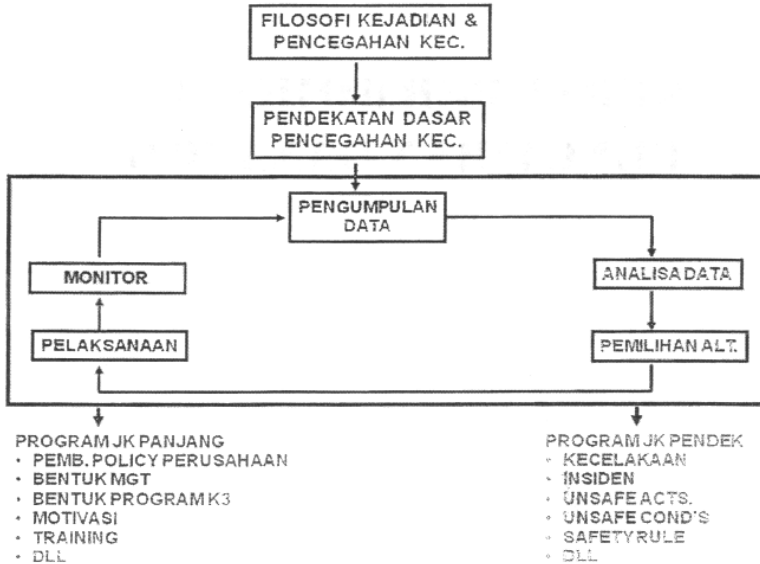 FILOSOFI KEJADIAN &
PENCEGAHAN KEC.
PENDEKATAN DASAR
PENCEGAHAN KEC.
PENGUMPULAN
DATA
MONITOR
ANALISA DATA
PELAKSANAAN
PEMILIHAN ALT.
PROGRAM JK PANJANG
• PEMB. POLICY PERUSAHAAN
• BENTUK MGT
• BENTUK PROGRAM K3
• MOTIVASI
• TRAINING
• DLL
PROGRAM JK PENDEK
• KECELAKAAN
• INSIDEN
• UNSAFE ACTS.
• UNSAFE COND'S
• SAFETY RULE
• DLL